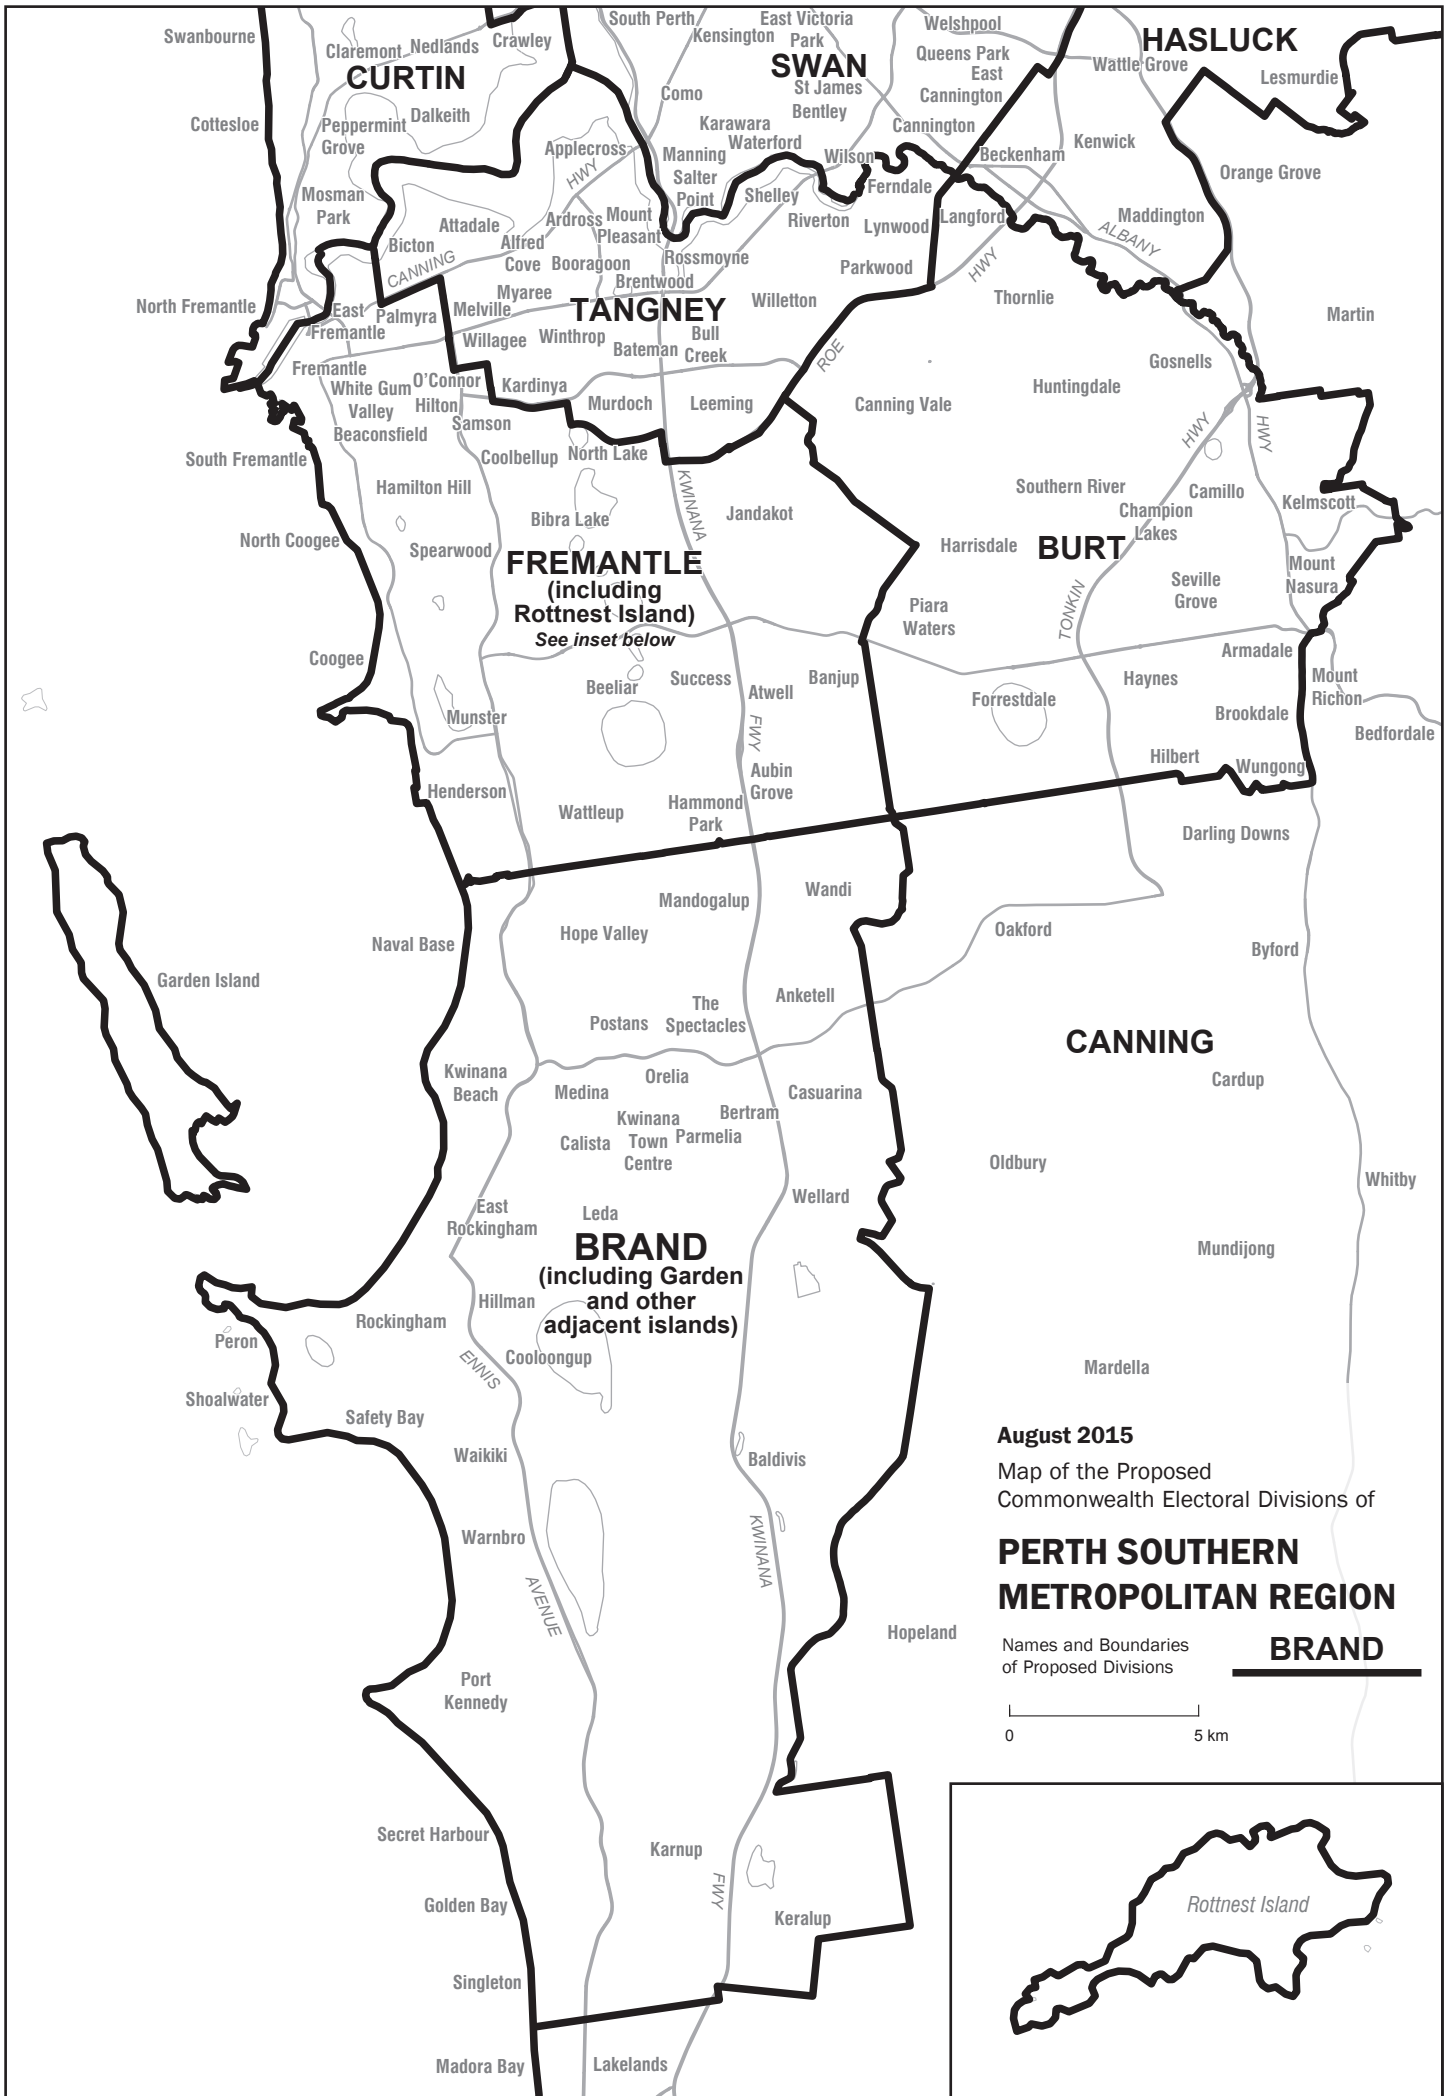 Swanbourne
Claremont
Nedlands
Crawley
CURTIN
South Perth
Kensington
East Victoria
Park
Welshpool
SWAN
Queens Park
East
Cannington
HASLUCK
Wattle Grove
Lesmurdie
Cottesloe
Peppermint
Grove
Dalkeith
Como
St James
Bentley
Karawara
Waterford
Cannington
Applecross
HWY
Manning
Salter
Point
Wilson
Beckenham
Kenwick
Orange Grove
Mosman
Park
Attadale
Ardross
Mount
Pleasant
Shelley
Ferndale
Riverton
Lynwood
Langford
Maddington
ALBANY
Bicton
CANNING
Alfred
Cove
Booragoon
Rossmoyne
Parkwood
HWY
Brentwood
Myaree
TANGNEY
Willetton
Thornlie
North Fremantle
East
Fremantle
Palmyra
Melville
Martin
Willagee
Winthrop
Bateman
Bull
Creek
ROE
Gosnells
Fremantle
White Gum
Valley
O'Connor
Hilton
Kardinya
Murdoch
Leeming
Canning Vale
Huntingdale
Beaconsfield
Samson
HWY
HWY
South Fremantle
Coolbellup
North Lake
Hamilton Hill
KWINANA
Southern River
Camillo
Kelmscott
Bibra Lake
Jandakot
Champion
Lakes
North Coogee
Spearwood
Harrisdale
BURT
FREMANTLE
(including
Rottnest Island)
See inset below
Mount
Nasura
Seville
Grove
Piara
Waters
TONKIN
Coogee
Armadale
Beeliar
Success
Atwell
Banjup
Haynes
Mount
Richon
Forrestdale
Munster
FWY
Brookdale
Bedfordale
Hilbert
Wungong
Henderson
Aubin
Grove
Wattleup
Hammond
Park
Darling Downs
Mandogalup
Wandi
Hope Valley
Oakford
Naval Base
Byford
Garden Island
Anketell
Postans
The
Spectacles
CANNING
Kwinana
Beach
Orelia
Medina
Casuarina
Cardup
Kwinana
Town
Centre
Bertram
Parmelia
Calista
Oldbury
Whitby
Wellard
East
Rockingham
Leda
BRAND
(including Garden
and other
adjacent islands)
Mundijong
Hillman
Rockingham
Peron
ENNIS
Cooloongup
Mardella
Shoalwater
Safety Bay
Waikiki
Baldivis
August 2015
Map of the Proposed
Commonwealth Electoral Divisions of
PERTH SOUTHERN
METROPOLITAN REGION
Warnbro
KWINANA
AVENUE
Hopeland
Names and Boundaries
of Proposed Divisions
BRAND
Port
Kennedy
0
5 km
Secret Harbour
Karnup
FWY
Golden Bay
Keralup
Rottnest Island
Singleton
Madora Bay
Lakelands